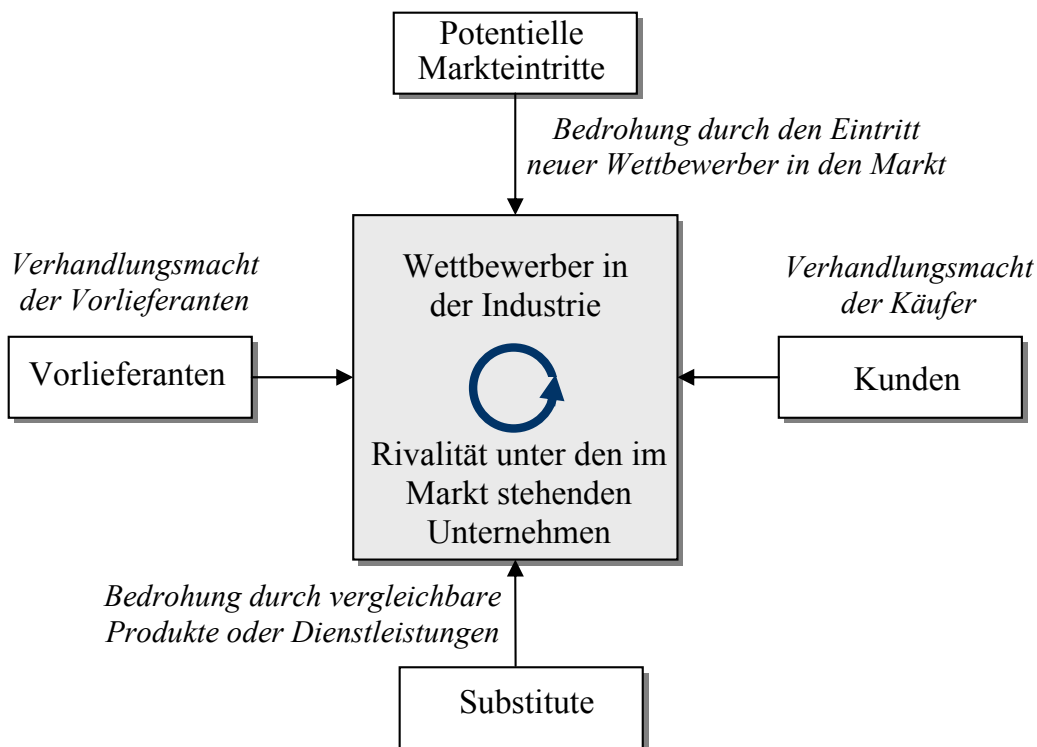 Potentielle
Markteintritte
Bedrohung durch den Eintritt
neuer Wettbewerber in den Markt
Verhandlungsmacht
der Vorlieferanten
Vorlieferanten
Wettbewerber in
der Industrie
Rivalität unter den im
Markt stehenden
Unternehmen
Verhandlungsmacht
der Käufer
Kunden
Bedrohung durch vergleichbare
Produkte oder Dienstleistungen
Substitute